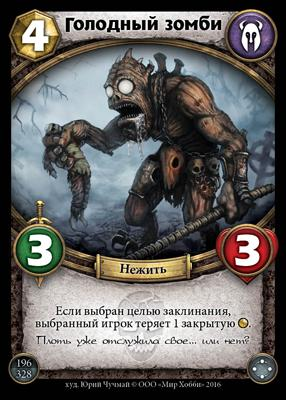 4 Голодный зомби
3 Нежить 3
Если выбран целью заклинания,
выбранный игрок теряет 1 закрытую .
Плоть уже отслужила свое... или нет?
196
328
худ. Юрий Чучмай © ООО «Мир Хобби» 2016